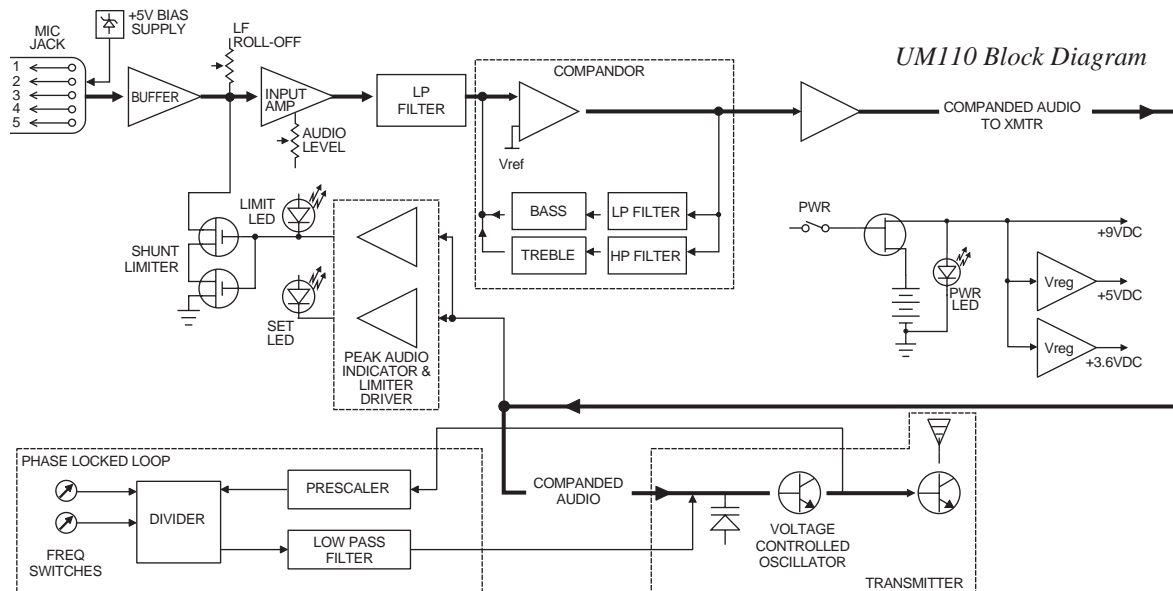 UM110 Block Diagram
MIC
JACK
+5V BIAS
SUPPLY
1
2
3
4
5
BUFFER
LF
ROLL-OFF
INPUT
AMP
AUDIO
LEVEL
LP
FILTER
COMPANDOR
Vref
BASS
LP FILTER
TREBLE
HP FILTER
COMPANDED AUDIO
TO XMTR
LIMIT
LED
SHUNT
LIMITER
SET
LED
PEAK AUDIO
INDICATOR &
LIMITER
DRIVER
PWR
PWR
LED
+9VDC
Vreg
+5VDC
Vreg
+3.6VDC
PHASE LOCKED LOOP
FREQ
SWITCHES
DIVIDER
PRESCALER
LOW PASS
FILTER
COMPANDED
AUDIO
VOLTAGE
CONTROLLED
OSCILLATOR
TRANSMITTER